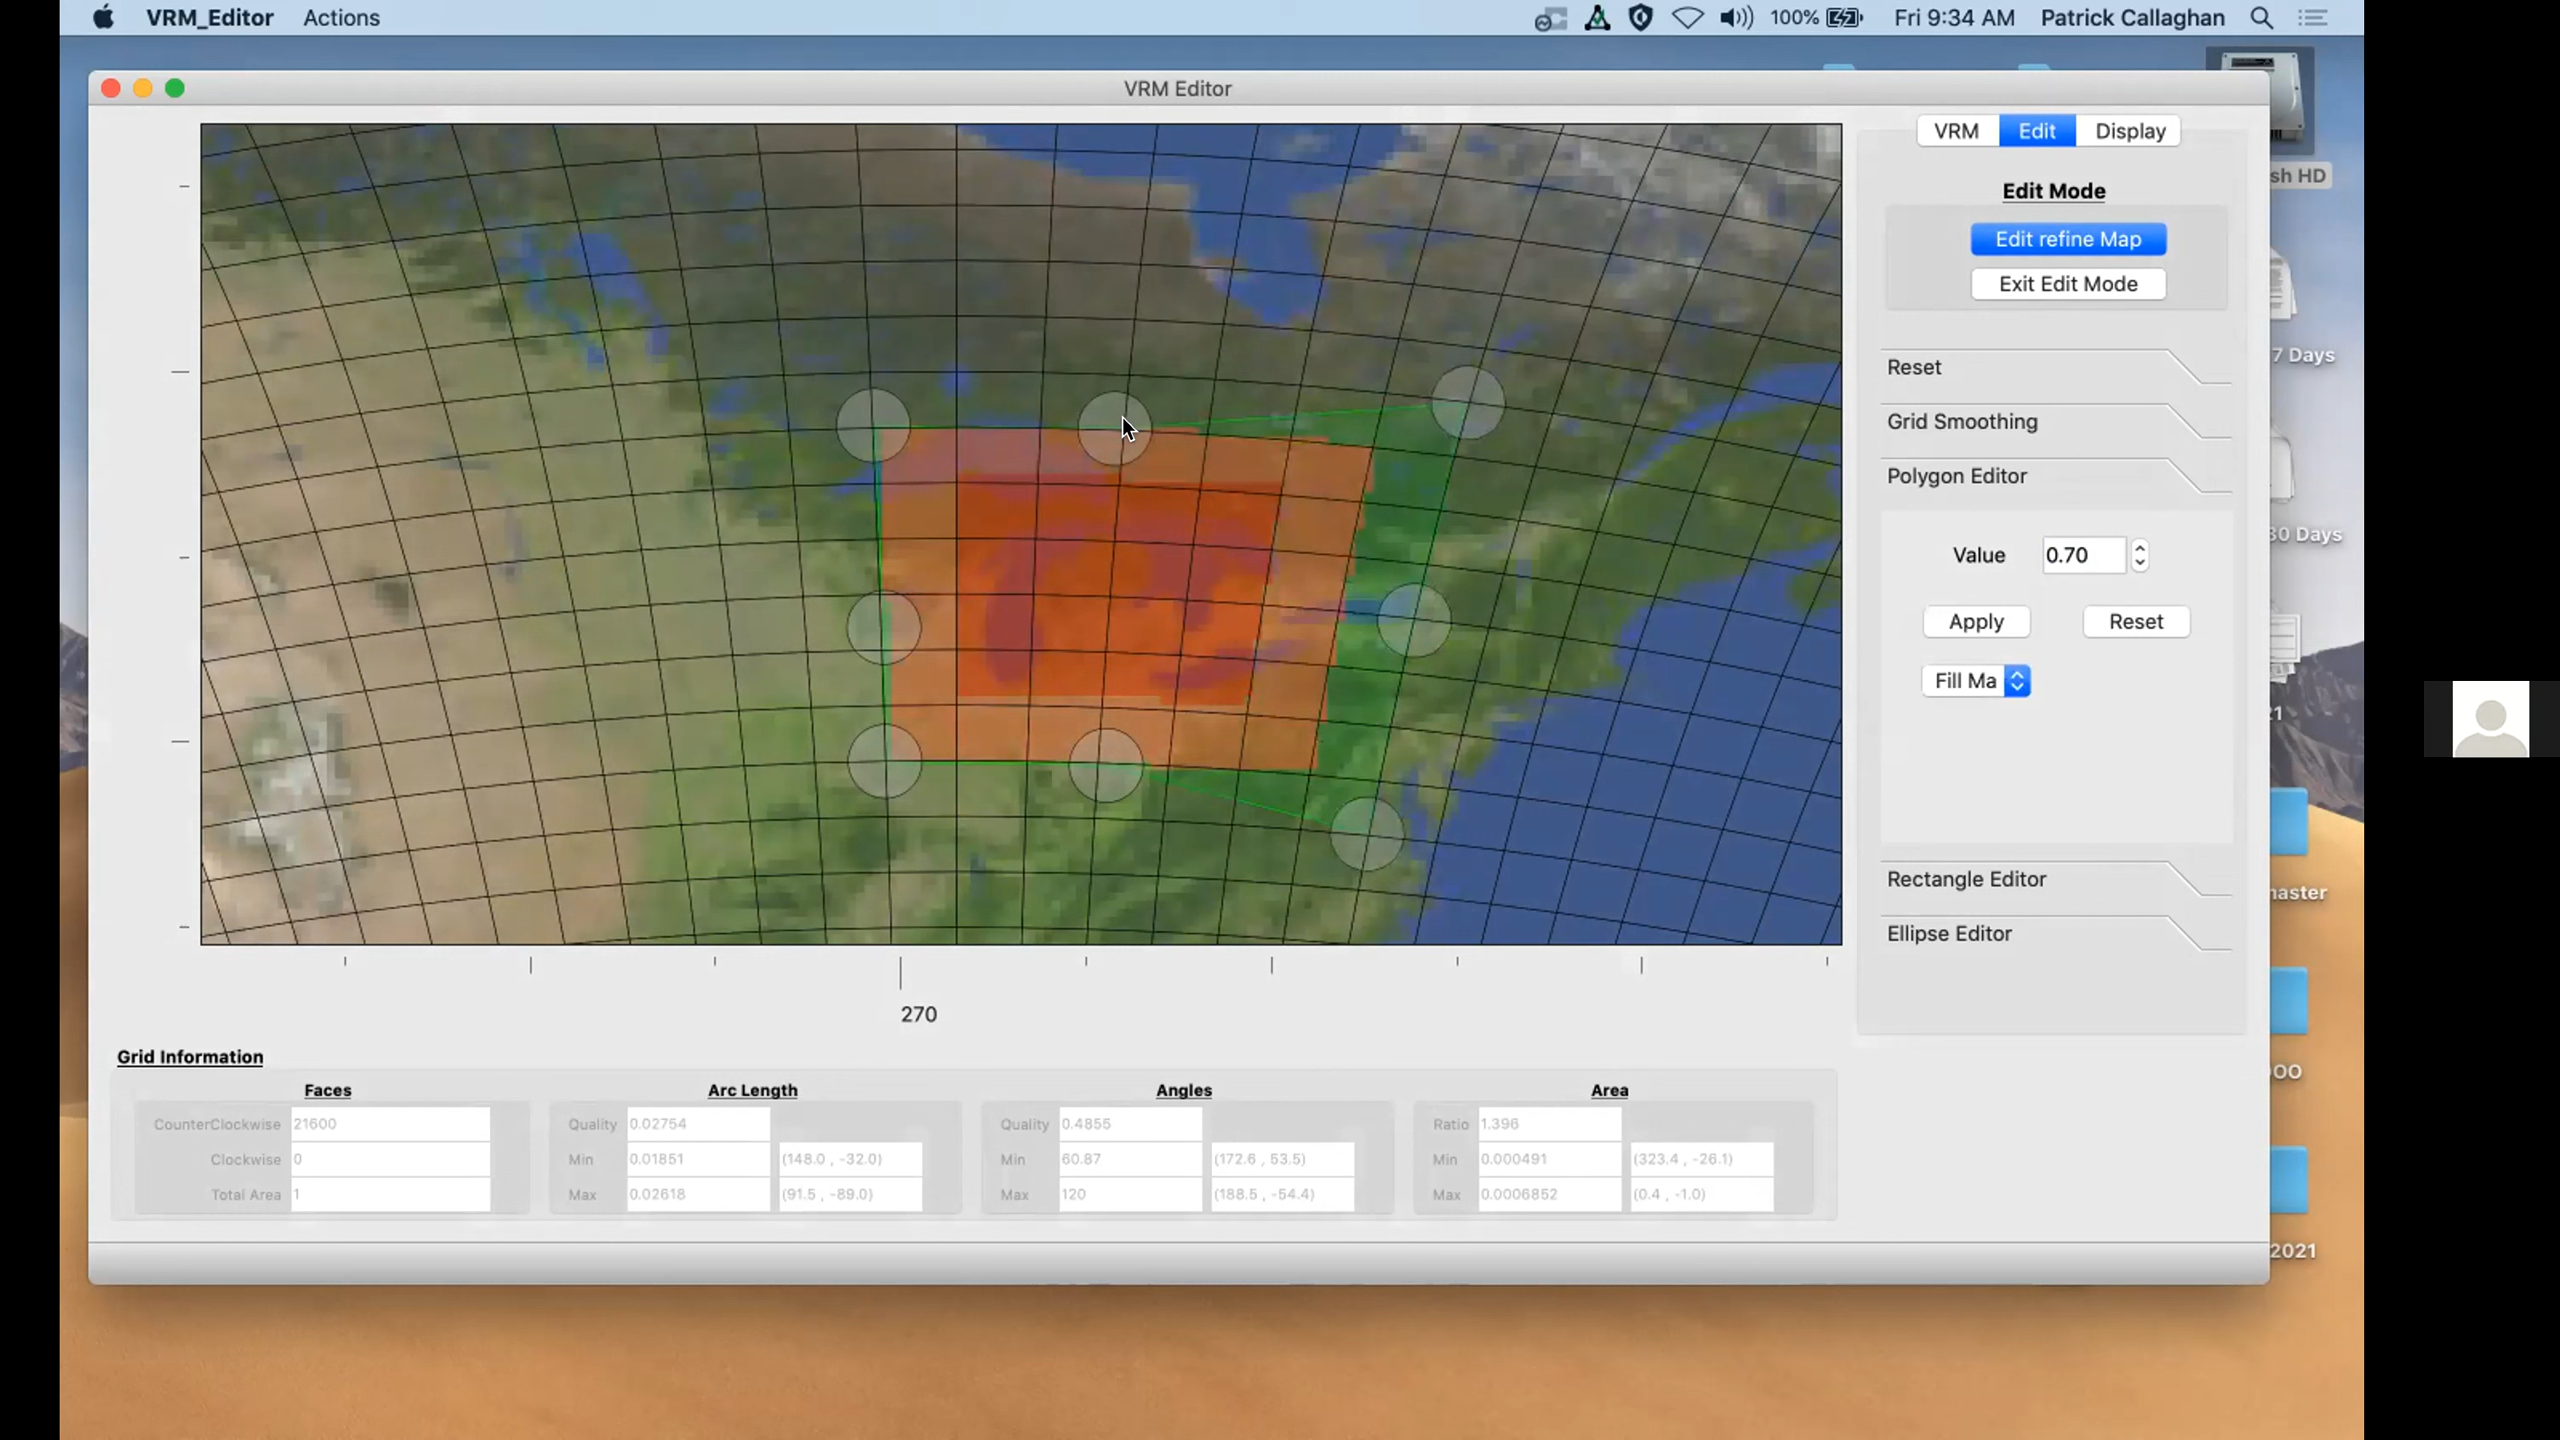 VRM_Editor Actions 100% Fri 9:34 AM Patrick Callaghan
VRM Editor
VRM Edit Display
sh HD
Edit Mode
Edit refine Map
Exit Edit Mode
7 Days
Reset
Grid Smoothing
Polygon Editor
30 Days
Value 0.70
Apply Reset
Fill Ma
21
Rectangle Editor
naster
Ellipse Editor
270
Grid Information
OO
Faces Arc Length Angles Area
CounterClockwise 21600 Quality 0.02754 Quality 0.4855 Ratio 1.396
Clockwise 0 Min 0.01851 (148.0 , -32.0) Min 60.87 (172.6 , 53.5) Min 0.000491 (323.4 , -26.1)
Total Area 1 Max 0.02618 (91.5 , -89.0) Max 120 (188.5 , -54.4) Max 0.0006852 (0.4 , -1.0)
2021